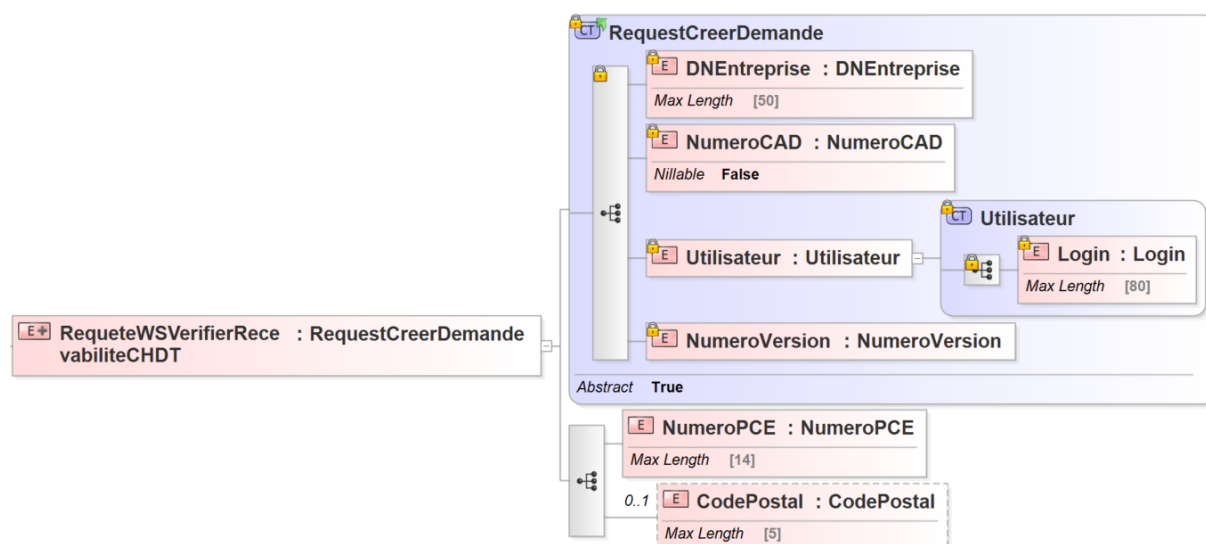 CT RequestCreerDemande
E DNEntreprise : DNEntreprise
Max Length [50]
E NumeroCAD : NumeroCAD
Nillable False
CT Utilisateur
E Utilisateur : Utilisateur
E Login : Login
Max Length [80]
E RequeteWSVerifierRece : RequestCreerDemande
vabiliteCHDT
E NumeroVersion : NumeroVersion
Abstract True
E NumeroPCE : NumeroPCE
Max Length [14]
0..1 E CodePostal : CodePostal
Max Length [5]